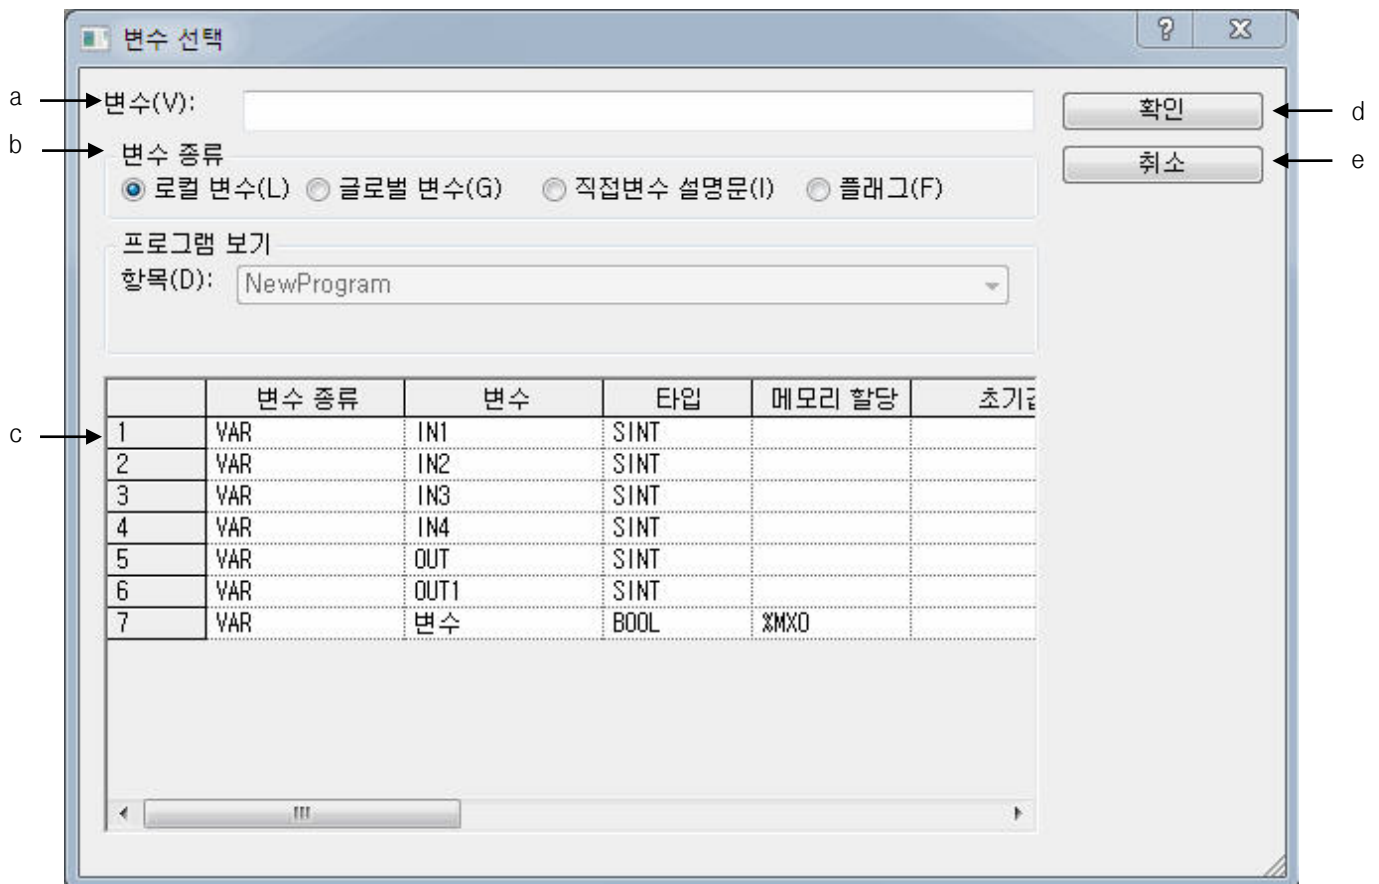 변수 선택
a 변수(V): 확인 d
b 변수 종류 취소 e
로컬 변수(L) 글로벌 변수(G) 직접변수 설명문(I) 플래그(F)
프로그램 보기
항목(D): NewProgram
변수 종류 변수 타입 메모리 할당 초기값
c 1 VAR IN1 SINT
2 VAR IN2 SINT
3 VAR IN3 SINT
4 VAR IN4 SINT
5 VAR OUT SINT
6 VAR OUT1 SINT
7 VAR 변수 BOOL %MX0